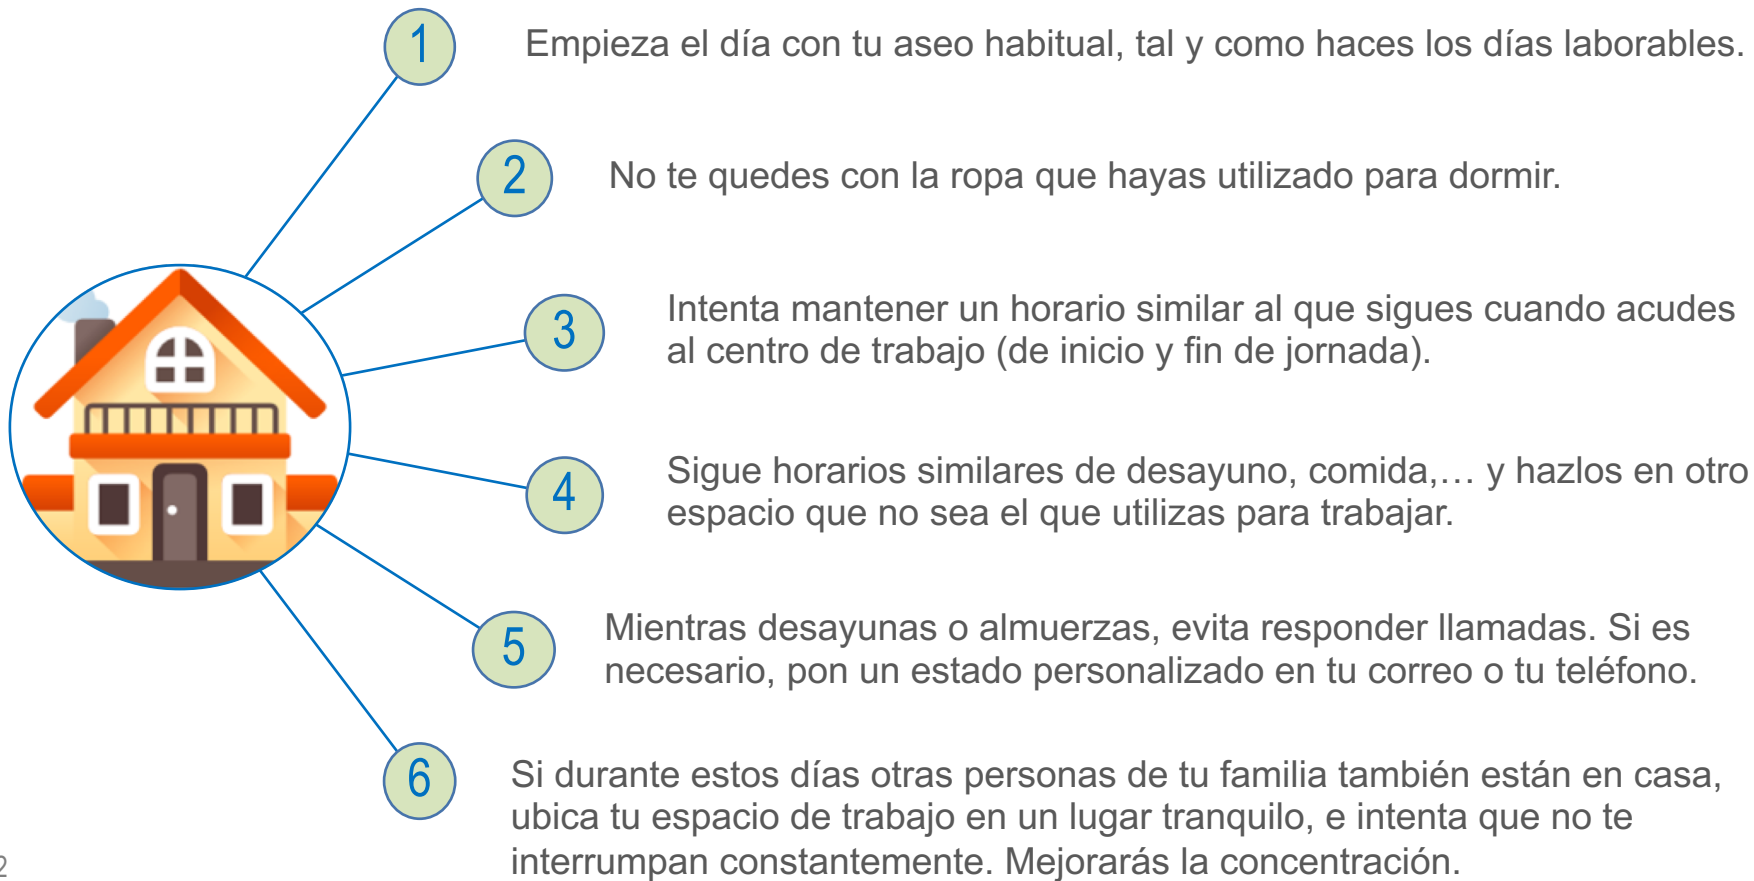 1
Empieza el día con tu aseo habitual, tal y como haces los días laborables.
2
No te quedes con la ropa que hayas utilizado para dormir.
3
Intenta mantener un horario similar al que sigues cuando acudes
al centro de trabajo (de inicio y fin de jornada).
4
Sigue horarios similares de desayuno, comida,… y hazlos en otro
espacio que no sea el que utilizas para trabajar.
5
Mientras desayunas o almuerzas, evita responder llamadas. Si es
necesario, pon un estado personalizado en tu correo o tu teléfono.
6
Si durante estos días otras personas de tu familia también están en casa,
ubica tu espacio de trabajo en un lugar tranquilo, e intenta que no te
interrumpan constantemente. Mejorarás la concentración.
2